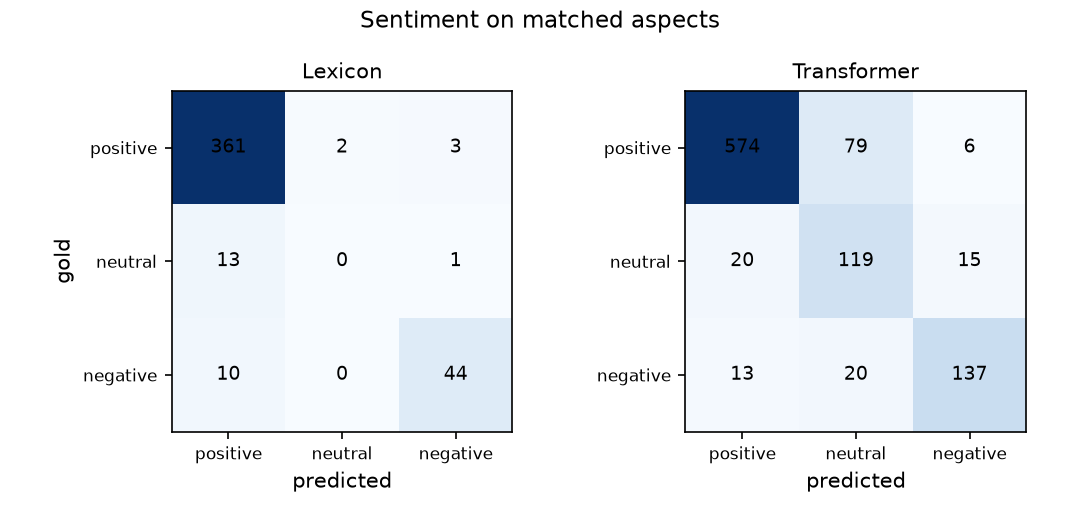 Sentiment on matched aspects
Lexicon
positive 361 2 3
neutral 13 0 1
negative 10 0 44
gold
positive neutral negative
predicted
Transformer
positive 574 79 6
neutral 20 119 15
negative 13 20 137
positive neutral negative
predicted